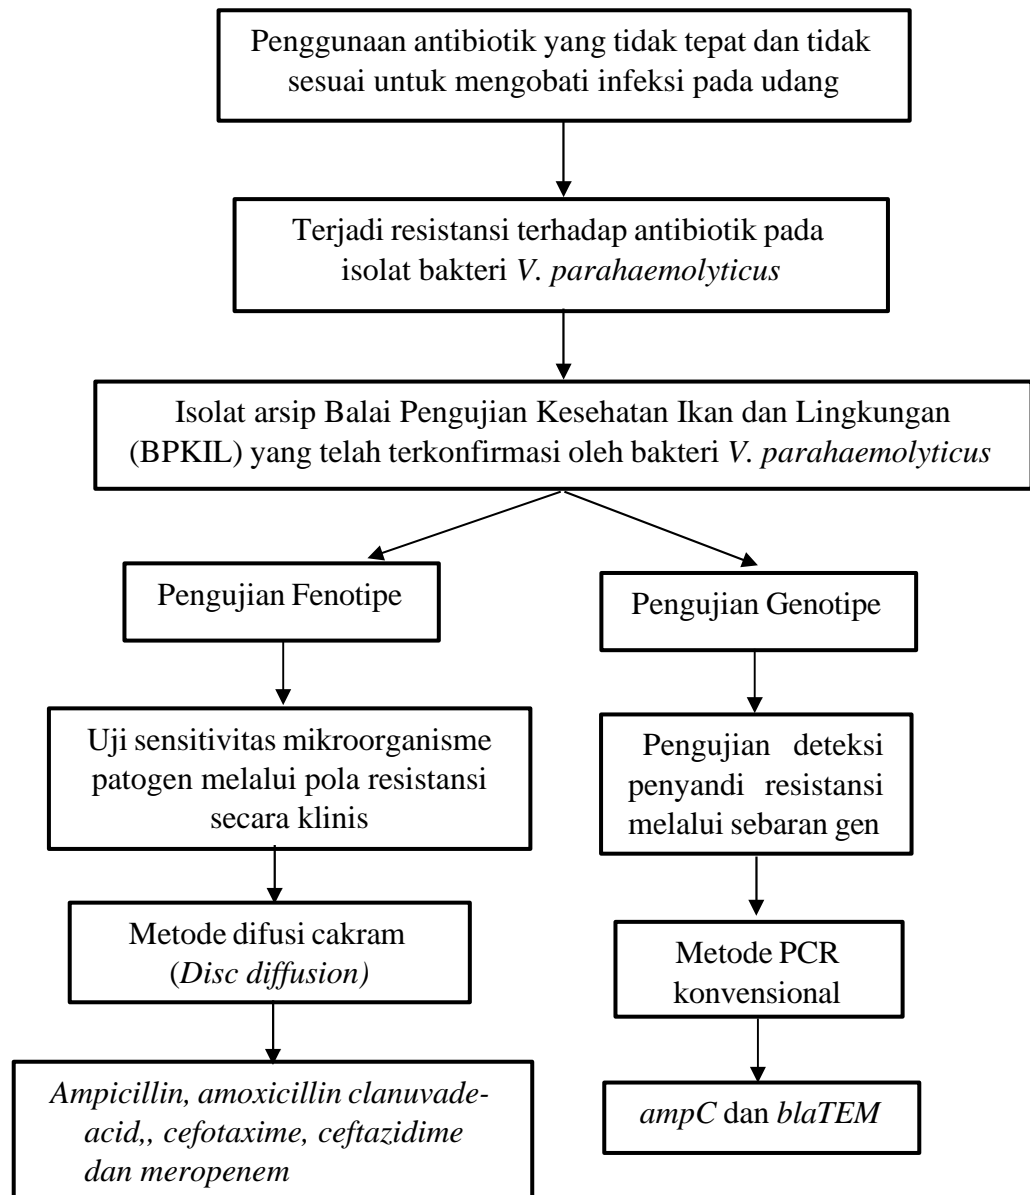 Penggunaan antibiotik yang tidak tepat dan tidak
sesuai untuk mengobati infeksi pada udang
Terjadi resistansi terhadap antibiotik pada
isolat bakteri V. parahaemolyticus
Isolat arsip Balai Pengujian Kesehatan Ikan dan Lingkungan
(BPKIL) yang telah terkonfirmasi oleh bakteri V. parahaemolyticus
Pengujian Fenotipe
Uji sensitivitas mikroorganisme
patogen melalui pola resistansi
secara klinis
Metode difusi cakram
(Disc diffusion)
Ampicillin, amoxicillin clanuvade-
acid,, cefotaxime, ceftazidime
dan meropenem
Pengujian Genotipe
Pengujian deteksi
penyandi resistansi
melalui sebaran gen
Metode PCR
konvensional
ampC dan blaTEM